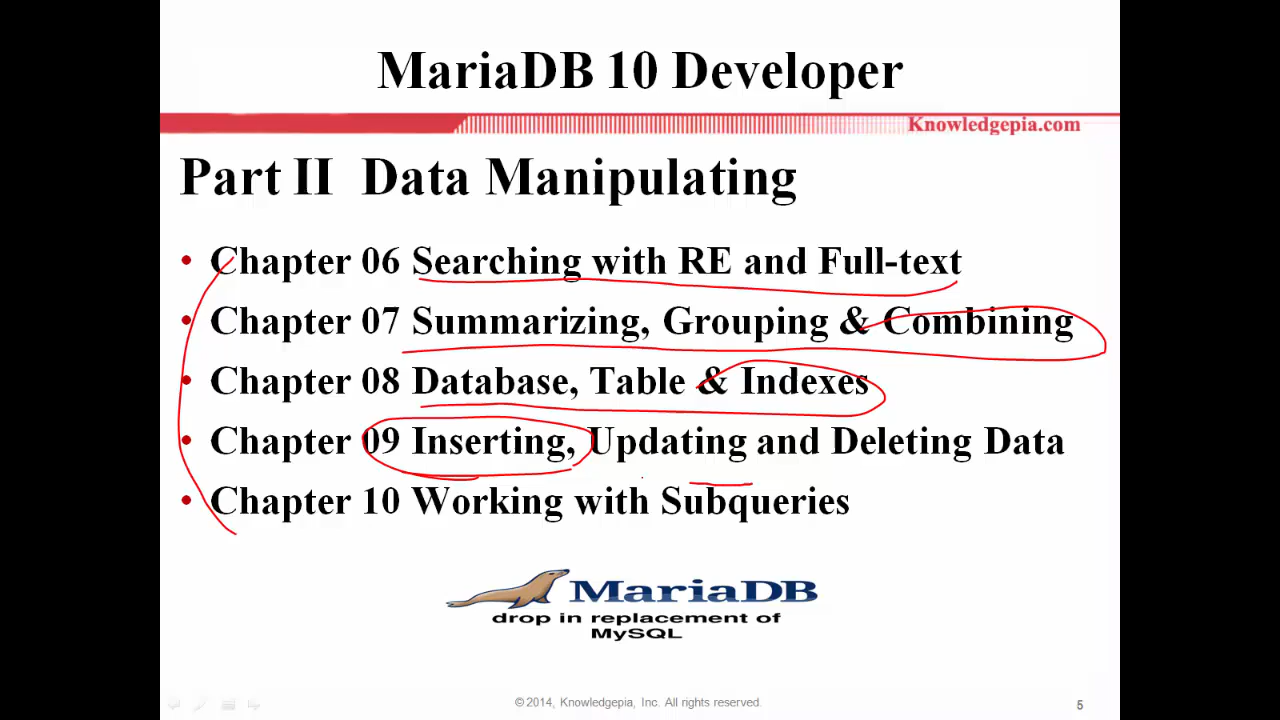 MariaDB 10 Developer
Knowledgepia.com
Part II Data Manipulating
• Chapter 06 Searching with RE and Full-text
• Chapter 07 Summarizing, Grouping & Combining
• Chapter 08 Database, Table & Indexes
• Chapter 09 Inserting, Updating and Deleting Data
• Chapter 10 Working with Subqueries
MariaDB
drop in replacement of
MySQL
© 2014, Knowledgepia, Inc. All rights reserved.
5